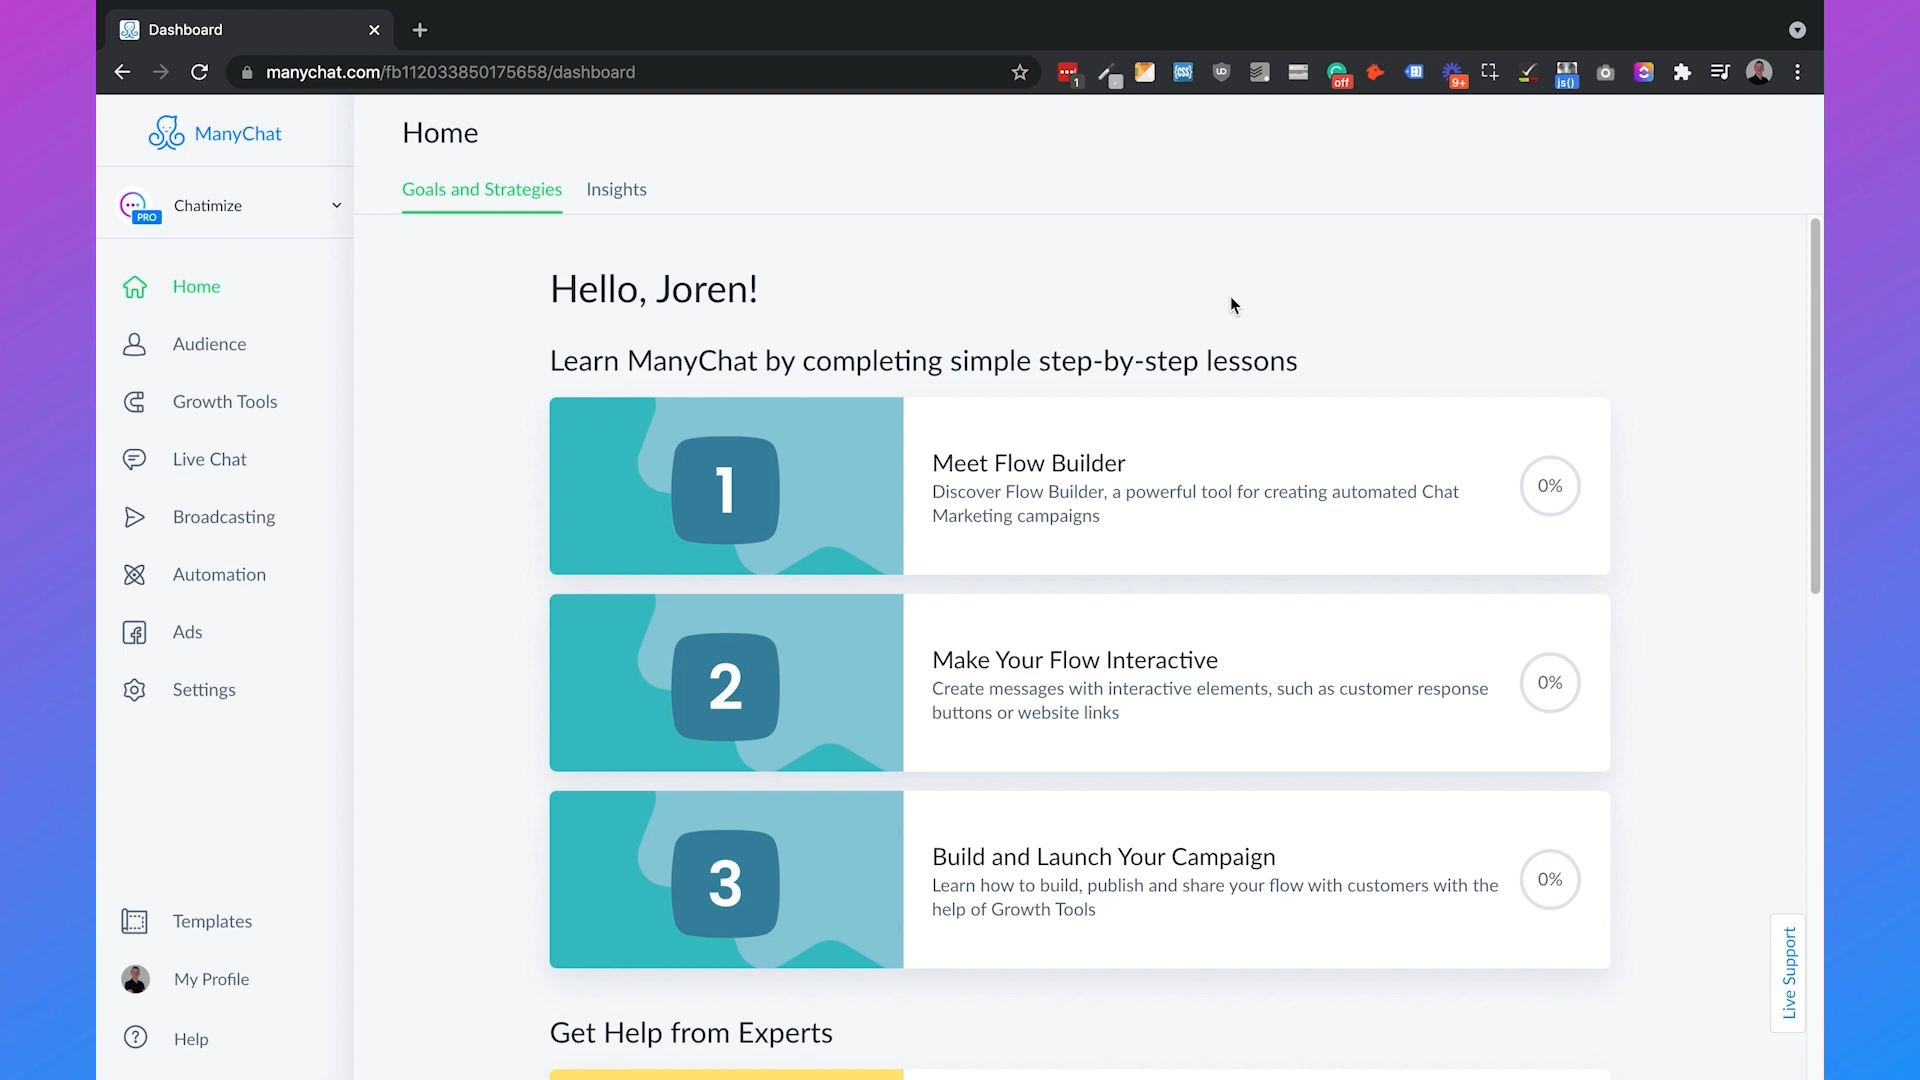 Dashboard
manychat.com/fb112033850175658/dashboard
1
off
9+
js()
ManyChat
PRO
Chatimize
Home
Audience
Growth Tools
Live Chat
Broadcasting
Automation
Ads
Settings
Templates
My Profile
Help
Home
Goals and Strategies
Insights
Hello, Joren!
Learn ManyChat by completing simple step-by-step lessons
1
Meet Flow Builder
Discover Flow Builder, a powerful tool for creating automated Chat
Marketing campaigns
0%
2
Make Your Flow Interactive
Create messages with interactive elements, such as customer response
buttons or website links
0%
3
Build and Launch Your Campaign
Learn how to build, publish and share your flow with customers with the
help of Growth Tools
0%
Get Help from Experts
Live Support